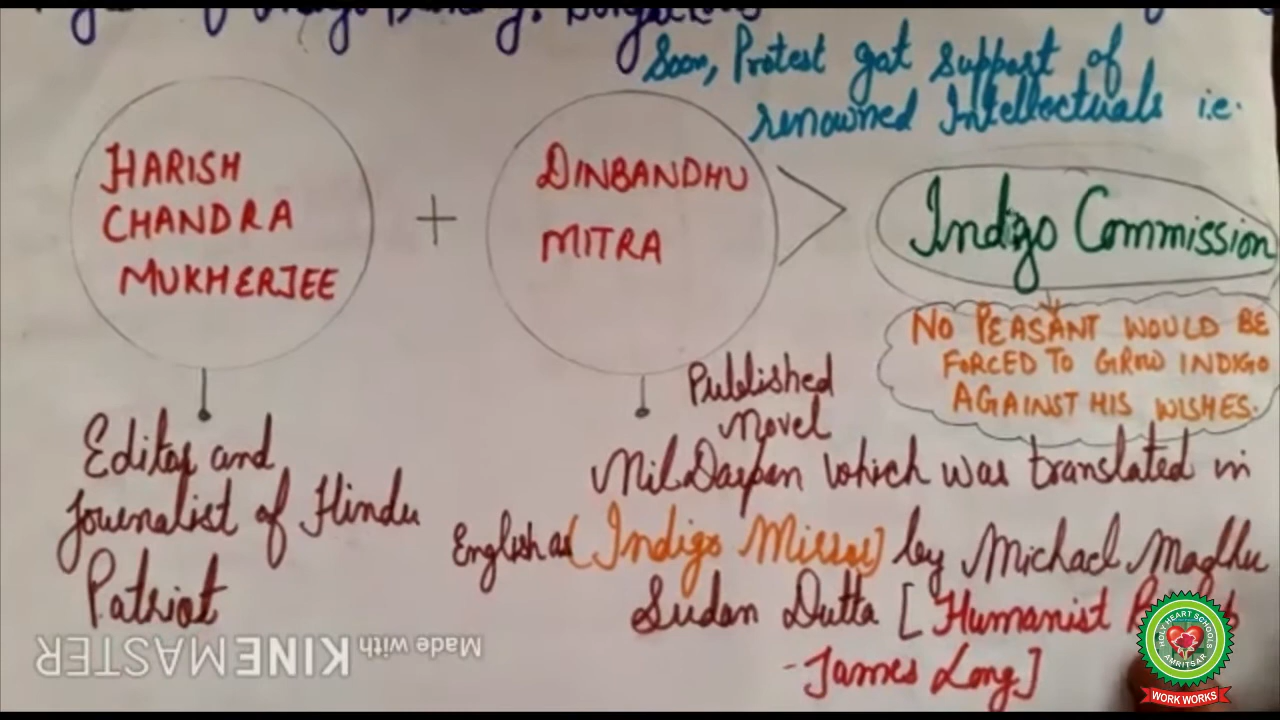 Soon, Protest got support of
renowned Intellectuals i.e.
HARISH
CHANDRA
MUKHERJEE
+
DINBANDHU
MITRA
Indigo Commission
NO PEASANT WOULD BE
FORCED TO GROW INDIGO
AGAINST HIS WISHES.
Editor and
journalist of Hindu
Patriot
Published
Novel
Nil Darpan which was translated in
English as (Indigo Mirror) by Michael Madhu
Sudan Dutta [Humanist
- James Long]
Made with KINEMASTER
HOLY HEART SCHOOLS
AMRITSAR
WORK WORKS